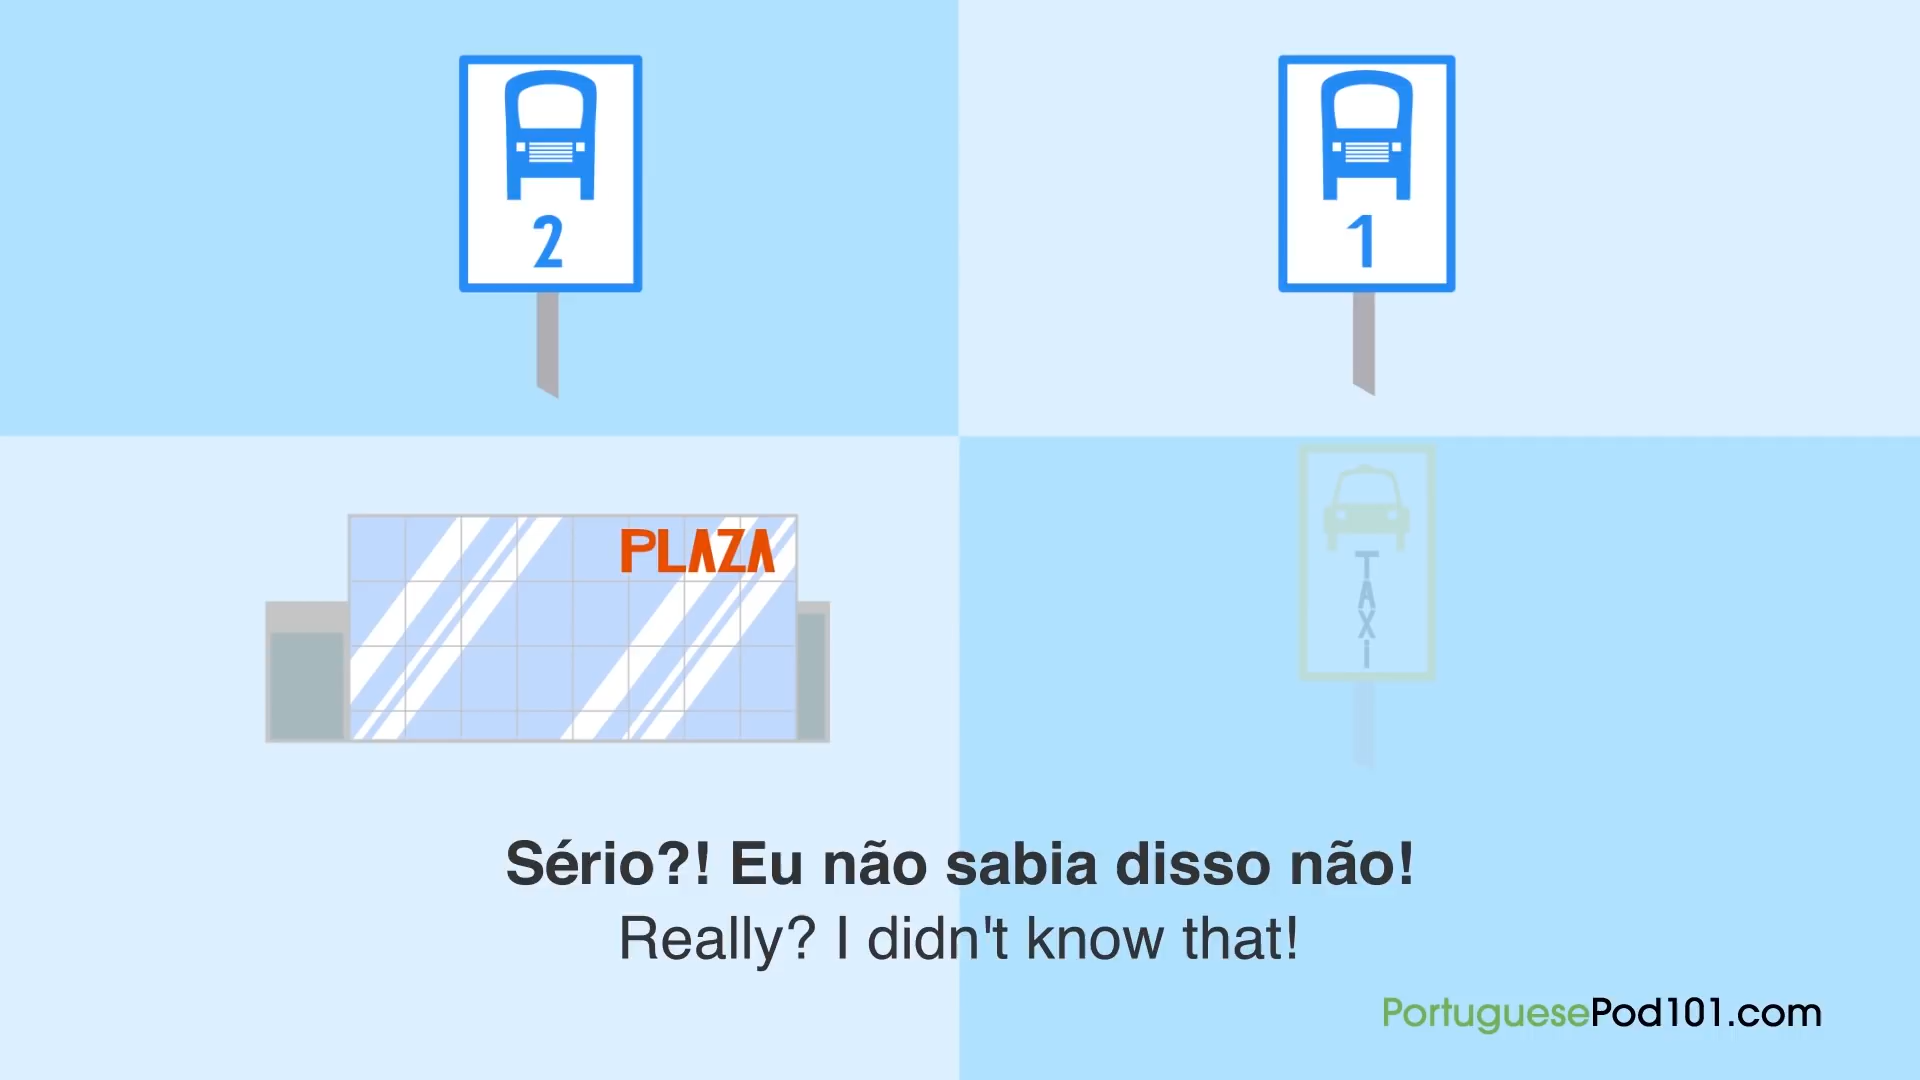 2
1
PLAZA
TAXI
Sério?! Eu não sabia disso não!
Really? I didn't know that!
PortuguesePod101.com